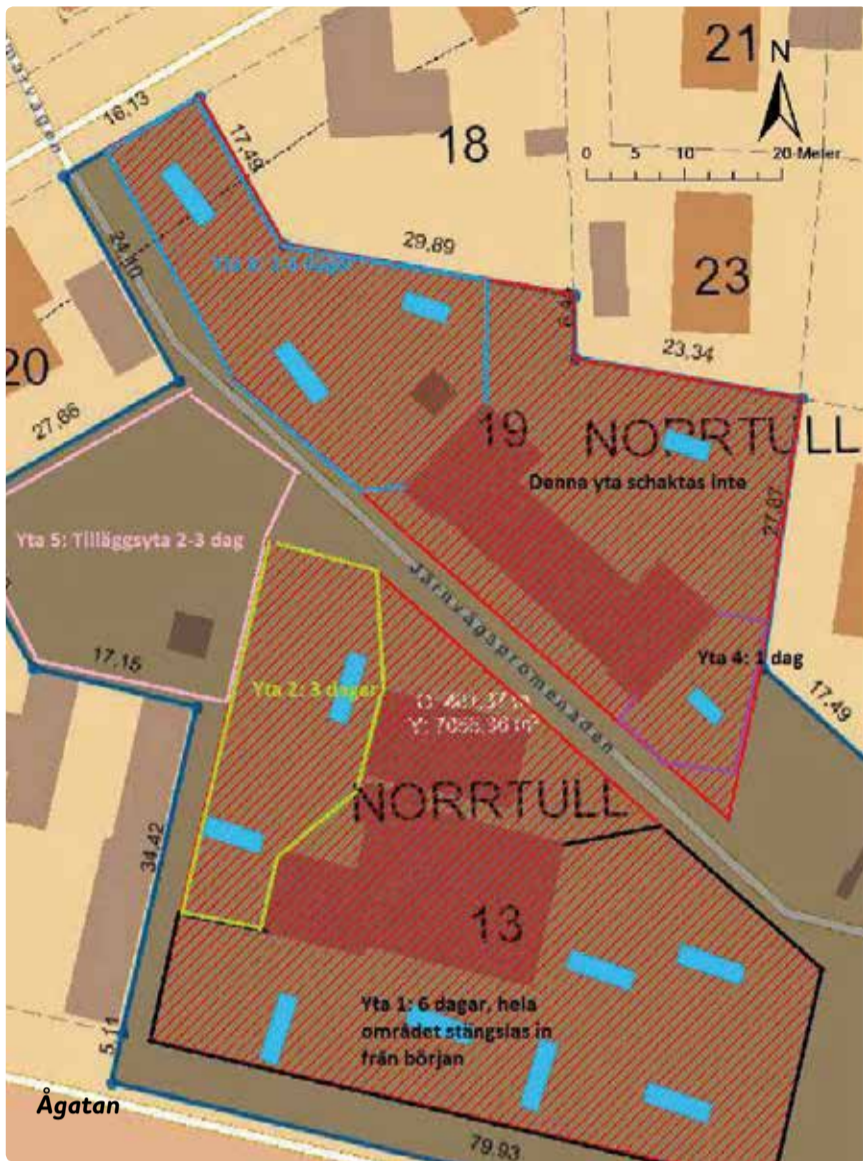 21
N
16,13
17,49
18
0 5 10 20 Meter
24,10
29,89
23
20
23,34
27,66
19
NORRTULL
Denna yta schaktas inte
27,87
Yta 5: Tilläggsyta 2-3 dag
Järnvägspromenaden
17,15
Yta 4: 1 dag
Yta 2: 3 dagar
17,49
NORRTULL
34,42
13
Yta 1: 6 dagar, hela
området stängslas in
från början
5,11
Ågatan
79,93